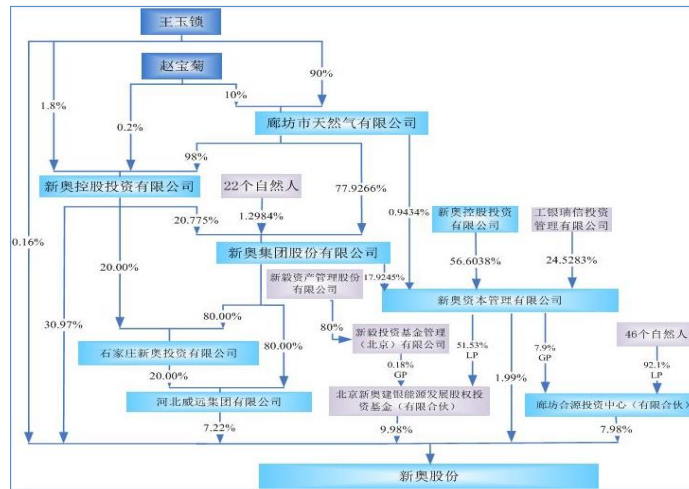 王玉锁
赵宝菊
90%
10%
1.8%
0.2%
廊坊市天然气有限公司
98%
新奥控股投资有限公司
22个自然人
77.9266%
1.2984%
20.775%
0.9434%
新奥控股投资
有限公司
工银瑞信投资
管理有限公司
0.16%
新奥集团股份有限公司
56.6038%
24.5283%
20.00%
新毅资产管理股份
有限公司
17.9245%
新奥资本管理有限公司
30.97%
80.00%
80%
新毅投资基金管理
（北京）有限公司
46个自然人
石家庄新奥投资有限公司
80.00%
51.53%
LP
7.9%
GP
92.1%
LP
0.18%
GP
1.99%
20.00%
河北威远集团有限公司
北京新奥建银能源发展股权投
资基金（有限合伙）
廊坊合源投资中心（有限合伙）
7.22%
9.98%
7.98%
新奥股份